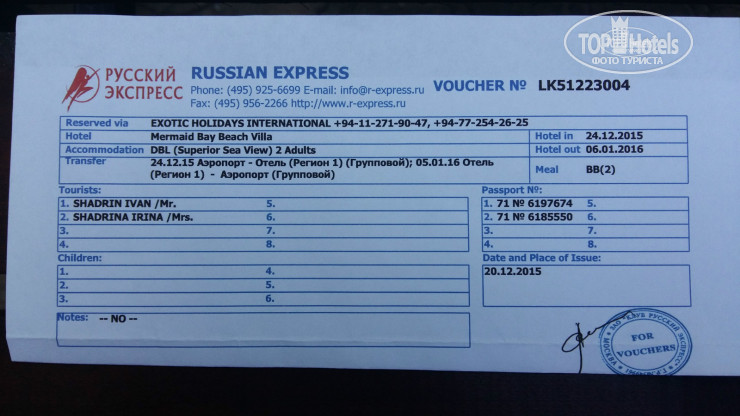 TOP Hotels
ФОТО ТУРИСТА
РУССКИЙ
ЭКСПРЕСС
RUSSIAN EXPRESS
Phone: (495) 925-6699 E-mail: info@r-express.ru
Fax: (495) 956-2266 http://www.r-express.ru
VOUCHER № LK51223004
Reserved via EXOTIC HOLIDAYS INTERNATIONAL +94-11-271-90-47, +94-77-254-26-25
Hotel Mermaid Bay Beach Villa Hotel in 24.12.2015
Accommodation DBL (Superior Sea View) 2 Adults Hotel out 06.01.2016
Transfer 24.12.15 Аэропорт - Отель (Регион 1) (Групповой); 05.01.16 Отель
(Регион 1) - Аэропорт (Групповой)
Meal BB(2)
Tourists: Passport №:
1. SHADRIN IVAN /Mr. 5. 1. 71 № 6197674 5.
2. SHADRINA IRINA /Mrs. 6. 2. 71 № 6185550 6.
3. 7. 3. 7.
4. 8. 4. 8.
Children: Date and Place of Issue:
1. 4. 20.12.2015
2. 5.
3. 6.
Notes: -- NO --
FOR
VOUCHERS